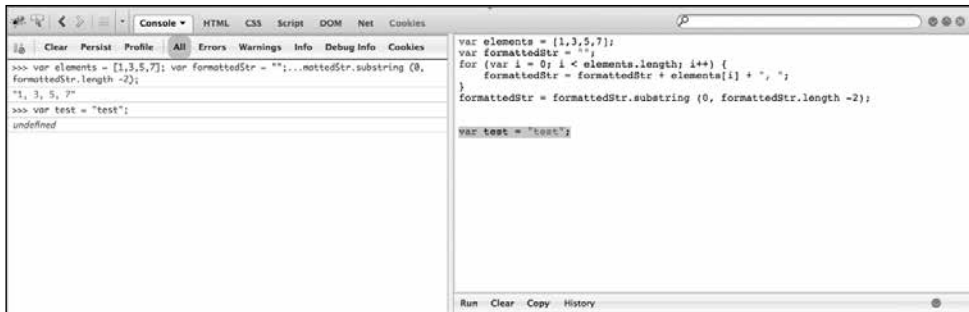 Console HTML CSS Script DOM Net Cookies
Clear Persist Profile All Errors Warnings Info Debug Info Cookies
>>> var elements = [1,3,5,7]; var formattedStr = "";...mattedStr.substring (0,
formattedStr.length -2);
"1, 3, 5, 7"
>>> var test = "test";
undefined
var elements = [1,3,5,7];
var formattedStr = "";
for (var i = 0; i < elements.length; i++) {
formattedStr = formattedStr + elements[i] + ", ";
}
formattedStr = formattedStr.substring (0, formattedStr.length -2);
var test = "test";
Run Clear Copy History